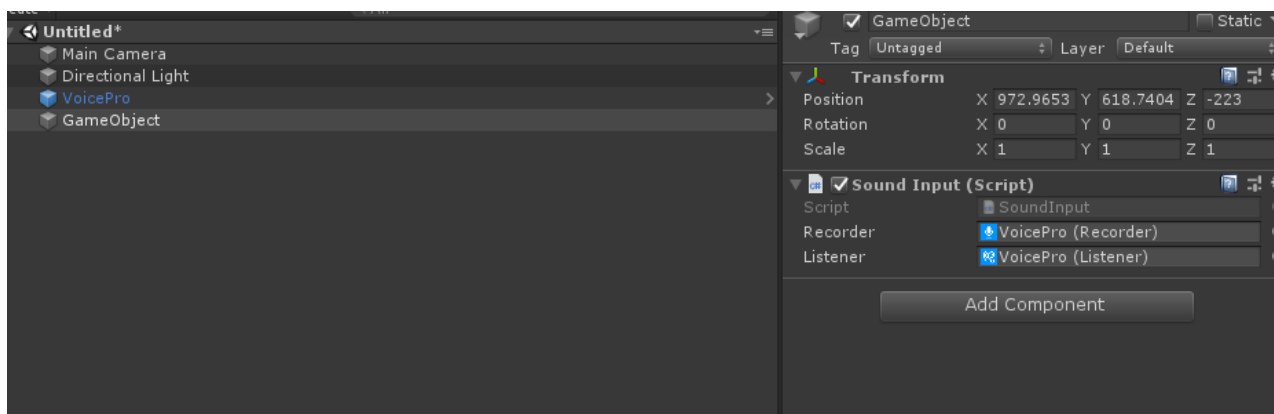 Untitled*
Main Camera
Directional Light
VoicePro
GameObject
GameObject Static
Tag Untagged Layer Default
Transform
Position X 972.9653 Y 618.7404 Z -223
Rotation X 0 Y 0 Z 0
Scale X 1 Y 1 Z 1
Sound Input (Script)
Script SoundInput
Recorder VoicePro (Recorder)
Listener VoicePro (Listener)
Add Component